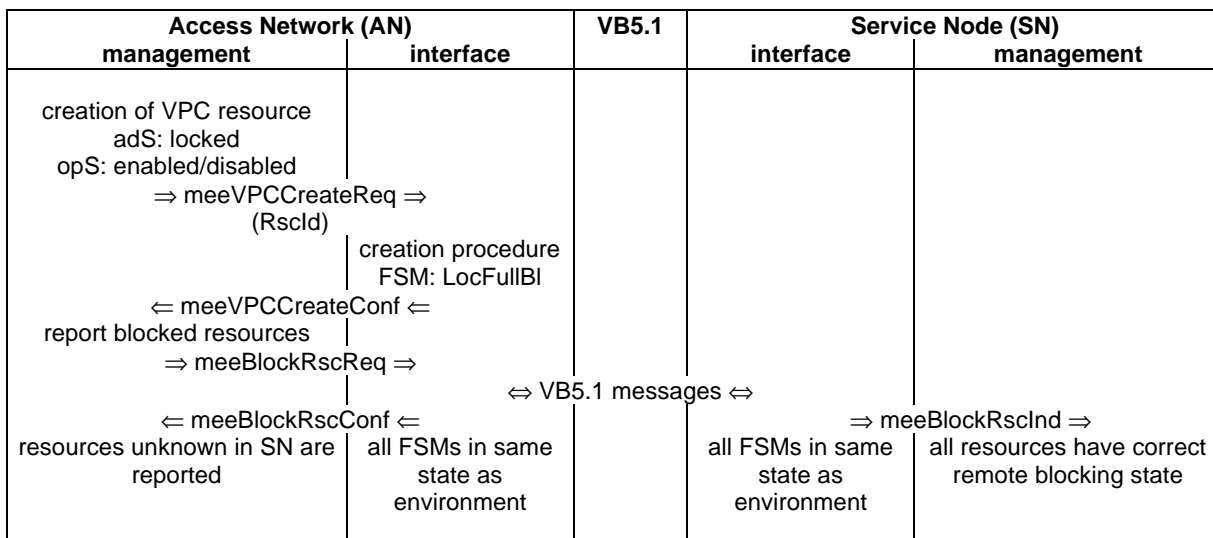 Access Network (AN) VB5.1 Service Node (SN)
management interface interface management
creation of VPC resource
adS: locked
opS: enabled/disabled
⇒ meeVPCCreateReq ⇒
(RscId)
creation procedure
FSM: LocFullBl
⇐ meeVPCCreateConf ⇐
report blocked resources
⇒ meeBlockRscReq ⇒
⇔ VB5.1 messages ⇔
⇐ meeBlockRscConf ⇐ ⇒ meeBlockRscInd ⇒
resources unknown in SN are all FSMs in same all FSMs in same all resources have correct
reported state as state as remote blocking state
environment environment